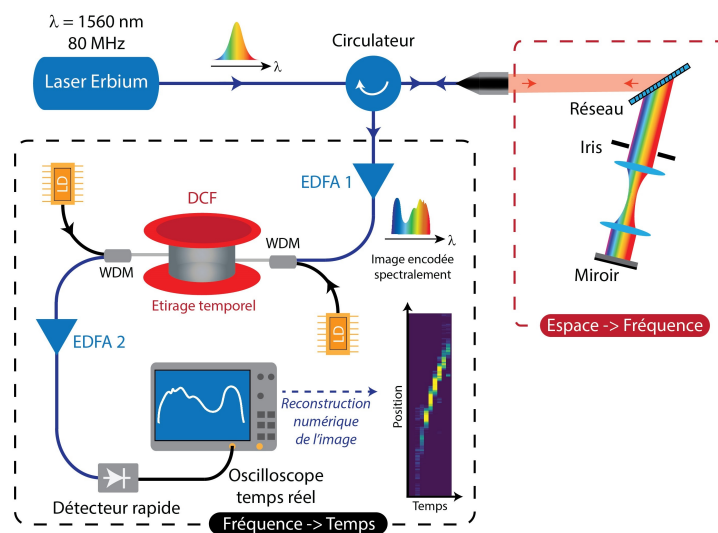 λ = 1560 nm
80 MHz
Laser Erbium
λ
Circulateur
Réseau
Iris
Miroir
Espace -> Fréquence
EDFA 1
LD
DCF
WDM
WDM
Etirage temporel
λ
Image encodée
spectralement
LD
EDFA 2
Reconstruction
numérique
de l'image
Position
Temps
Oscilloscope
temps réel
Détecteur rapide
Fréquence -> Temps